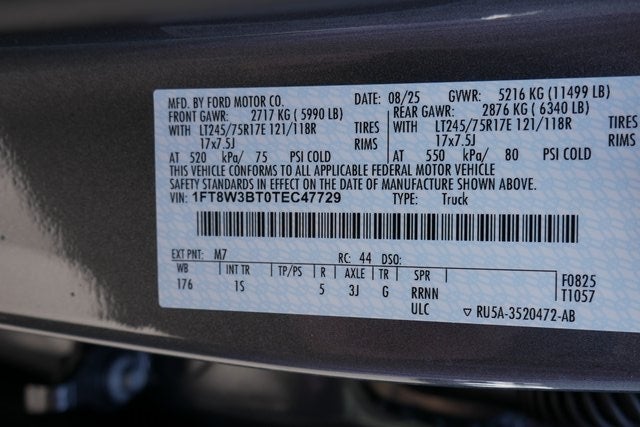 MFD. BY FORD MOTOR CO. DATE: 08/25 GVWR: 5216 KG (11499 LB)
FRONT GAWR: 2717 KG ( 5990 LB) REAR GAWR: 2876 KG ( 6340 LB)
WITH LT245/75R17E 121/118R TIRES WITH LT245/75R17E 121/118R TIRES
17x7.5J RIMS 17x7.5J RIMS
AT 520 kPa/ 75 PSI COLD AT 550 kPa/ 80 PSI COLD
THIS VEHICLE CONFORMS TO ALL APPLICABLE FEDERAL MOTOR VEHICLE
SAFETY STANDARDS IN EFFECT ON THE DATE OF MANUFACTURE SHOWN ABOVE.
VIN: 1FT8W3BT0TEC47729 TYPE: Truck
EXT PNT: M7 RC: 44 DSO:
WB INT TR TP/PS R AXLE TR SPR F0825
176 1S 5 3J G RRNN T1057
ULC ▽ RU5A-3520472-AB